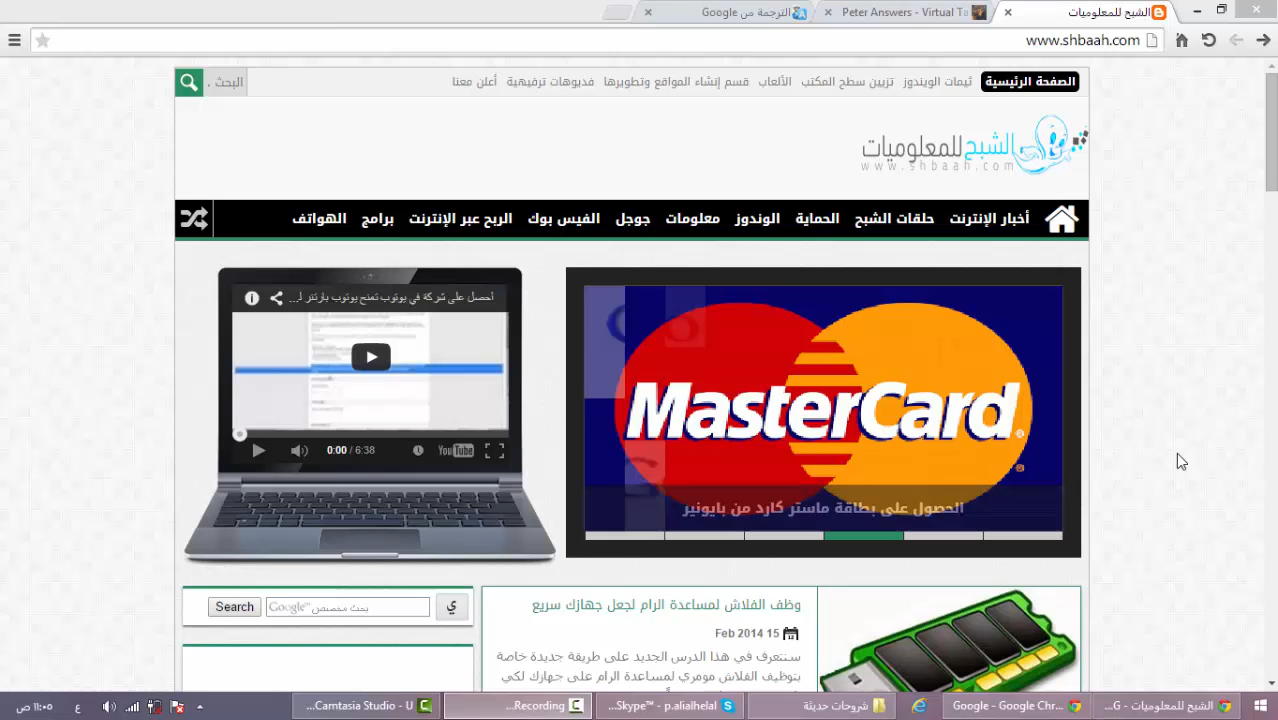 الشبح للمعلوميات
Peter Answers - Virtual Ta
الترجمة من Google
www.shbaah.com
الصفحة الرئيسية ثيمات الويندوز تزيين سطح المكتب الألعاب قسم إنشاء المواقع وتطويرها فديوهات ترفيهية أعلن معنا
البحث .
الشبح للمعلوميات
www.shbaah.com
أخبار الإنترنت حلقات الشبح الحماية الوندوز معلومات جوجل الفيس بوك الربح عبر الإنترنت برامج الهواتف
أحصل على شركة في يوتوب تمنح يوتوب بارتنر ل...
0:00 / 6:38
YouTube
MasterCard
الحصول على بطاقة ماستر كارد من بايونير
وظف الفلاش لمساعدة الرام لجعل جهازك سريع
15 Feb 2014
سنتعرف في هذا الدرس الجديد على طريقة جديدة خاصة
بتوظيف الفلاش مومري لمساعدة الرام على جهازك لكي
Search
Google™ بحث مخصص
ي
الشبح للمعلوميات - G...
Google - Google Chr...
شروحات حديثة
Skype™ - p.alialhelal...
Recording...
Camtasia Studio - U...
ع
١١:٠٥ ص